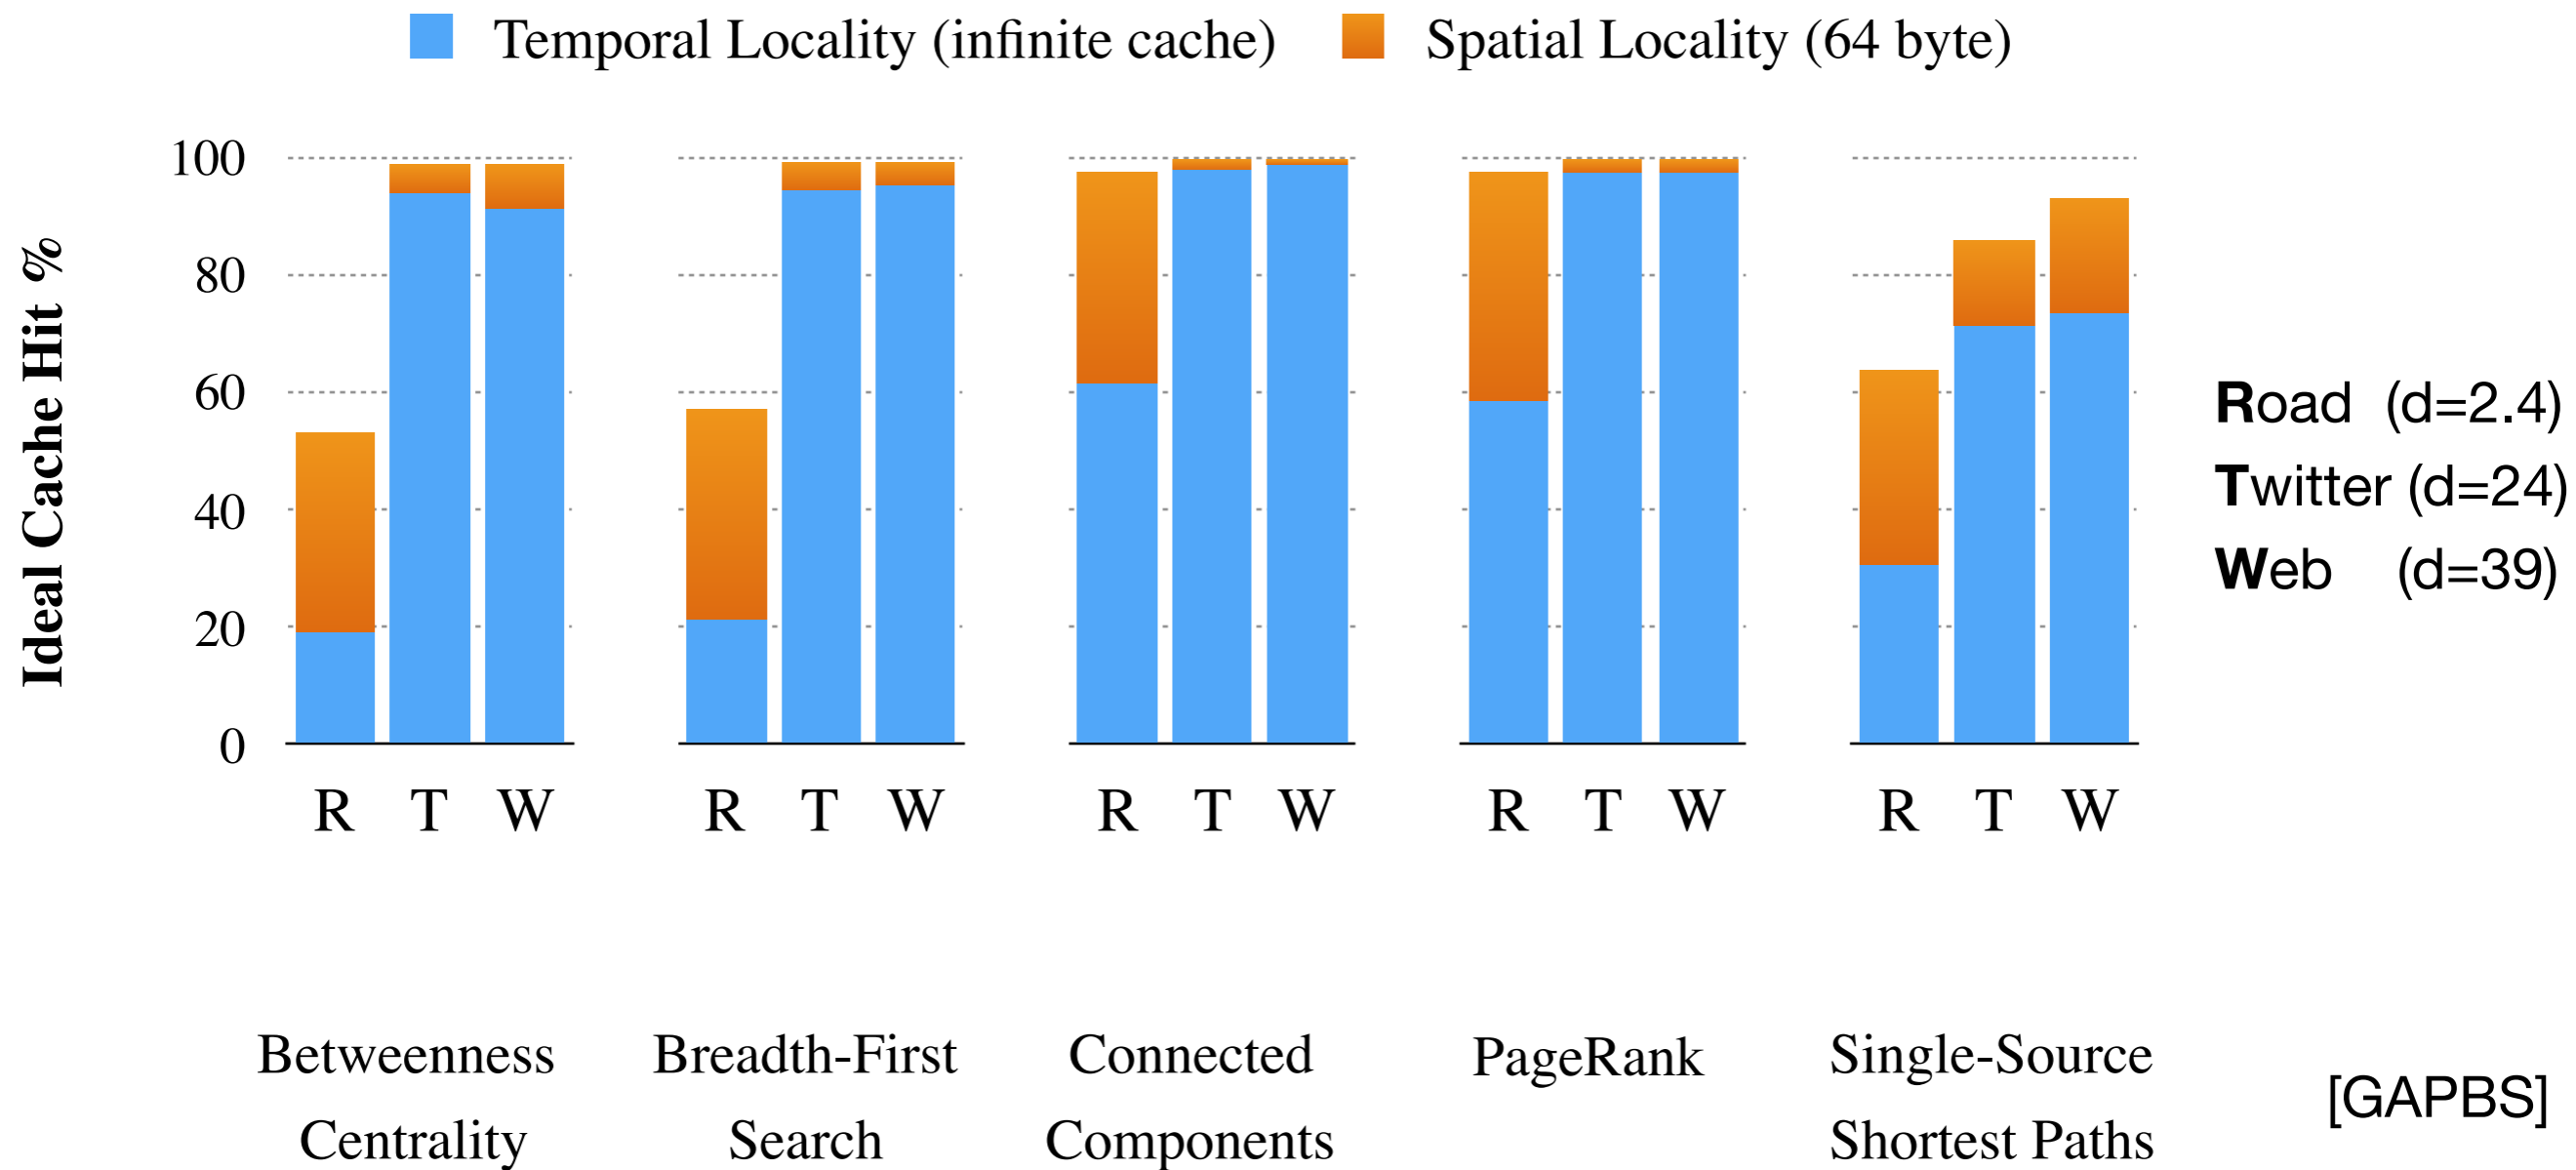 Temporal Locality (infinite cache) Spatial Locality (64 byte)
Ideal Cache Hit %
100
80
60
40
20
0
R T W R T W R T W R T W R T W
Road (d=2.4)
Twitter (d=24)
Web (d=39)
Betweenness
Centrality
Breadth-First
Search
Connected
Components
PageRank
Single-Source
Shortest Paths
[GAPBS]